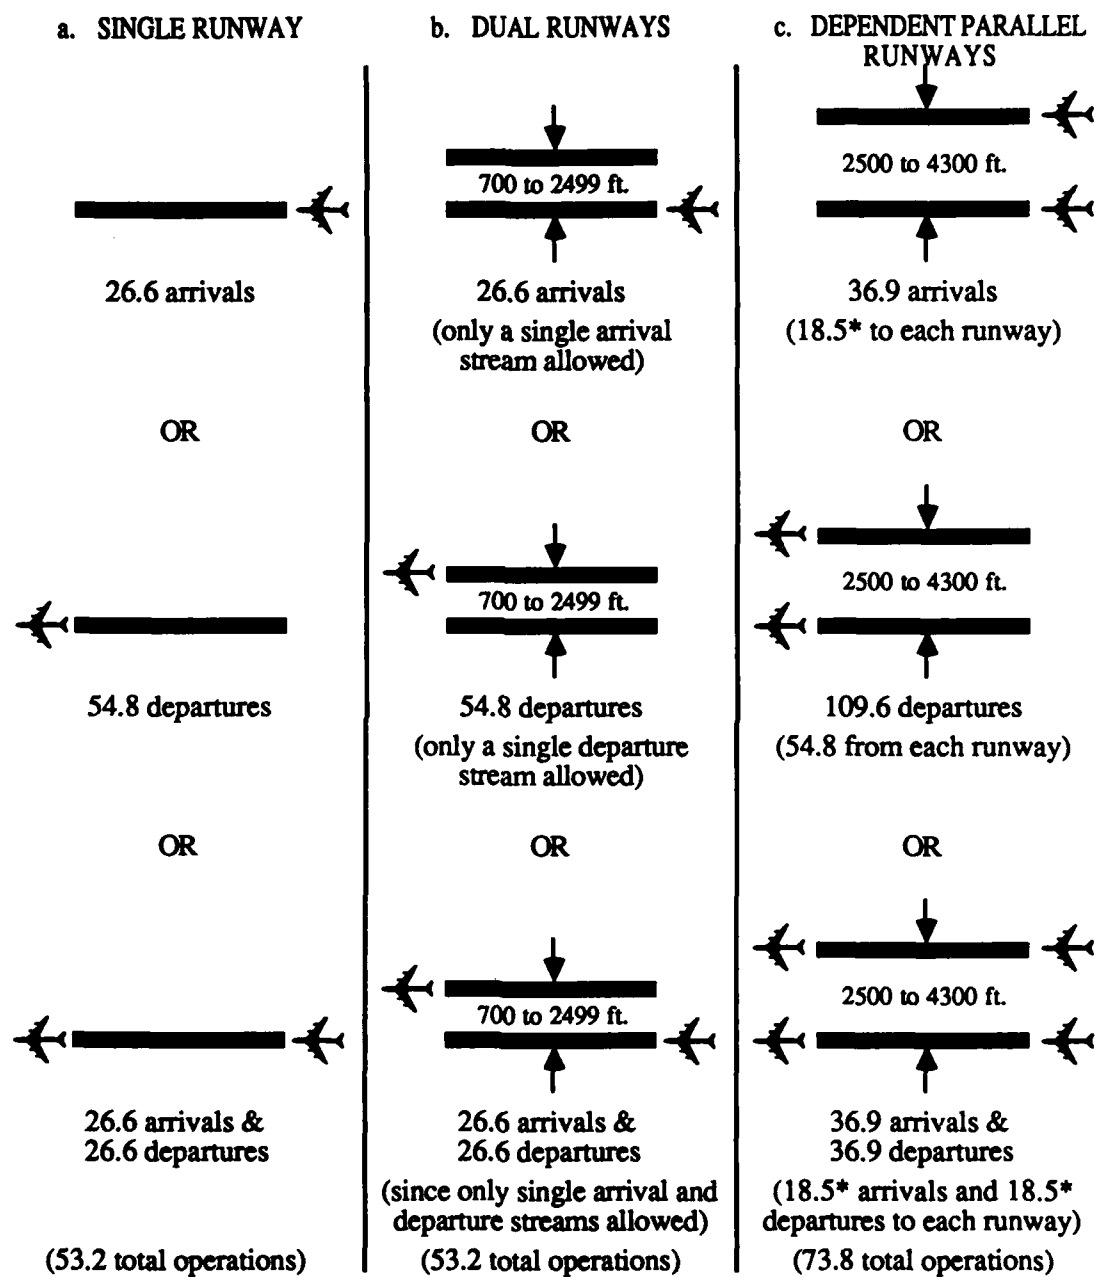 a. SINGLE RUNWAY
26.6 arrivals
OR
54.8 departures
OR
26.6 arrivals &
26.6 departures
(53.2 total operations)
b. DUAL RUNWAYS
700 to 2499 ft.
26.6 arrivals
(only a single arrival
stream allowed)
OR
700 to 2499 ft.
54.8 departures
(only a single departure
stream allowed)
OR
700 to 2499 ft.
26.6 arrivals &
26.6 departures
(since only single arrival and
departure streams allowed)
(53.2 total operations)
c. DEPENDENT PARALLEL
RUNWAYS
2500 to 4300 ft.
36.9 arrivals
(18.5* to each runway)
OR
2500 to 4300 ft.
109.6 departures
(54.8 from each runway)
OR
2500 to 4300 ft.
36.9 arrivals &
36.9 departures
(18.5* arrivals and 18.5*
departures to each runway)
(73.8 total operations)